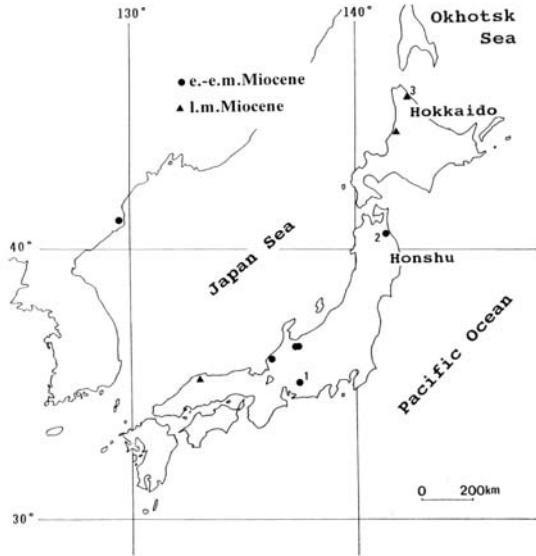 130°
140°
Okhotsk
Sea
● e.-e.m.Miocene
▲ l.m.Miocene
3
Hokkaido
2
40°
Honshu
Japan Sea
Pacific Ocean
1
0 200km
30°